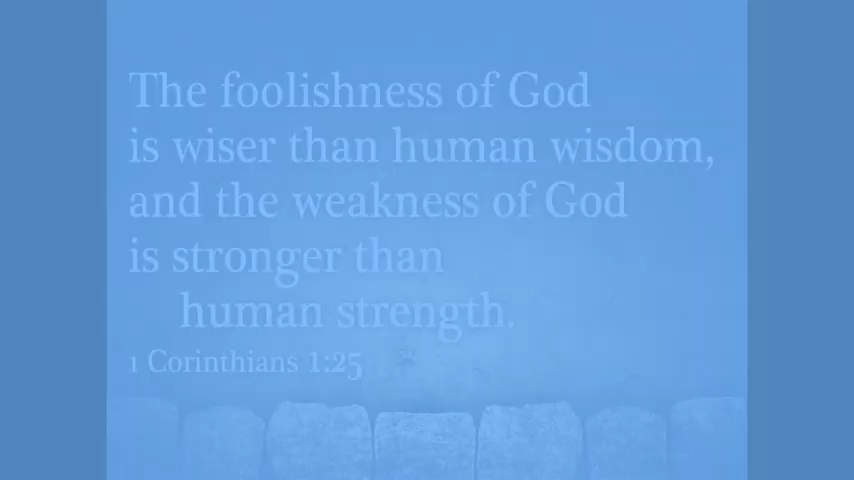 The foolishness of God
is wiser than human wisdom,
and the weakness of God
is stronger than
human strength.
1 Corinthians 1:25